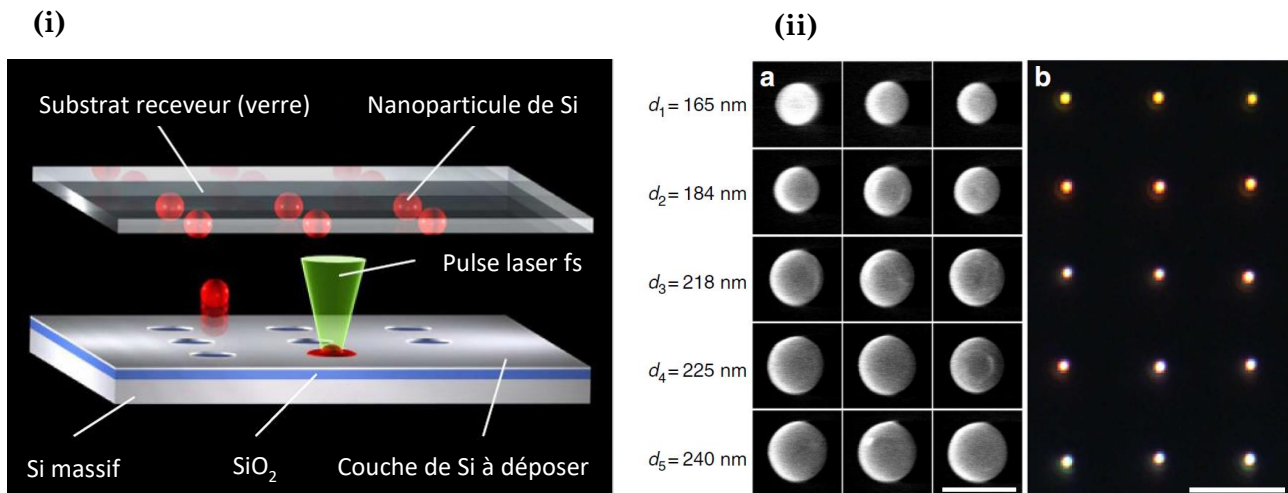 (i)
Substrat receveur (verre)
Nanoparticule de Si
Pulse laser fs
Si massif
SiO₂
Couche de Si à déposer
(ii)
a
b
d₁ = 165 nm
d₂ = 184 nm
d₃ = 218 nm
d₄ = 225 nm
d₅ = 240 nm